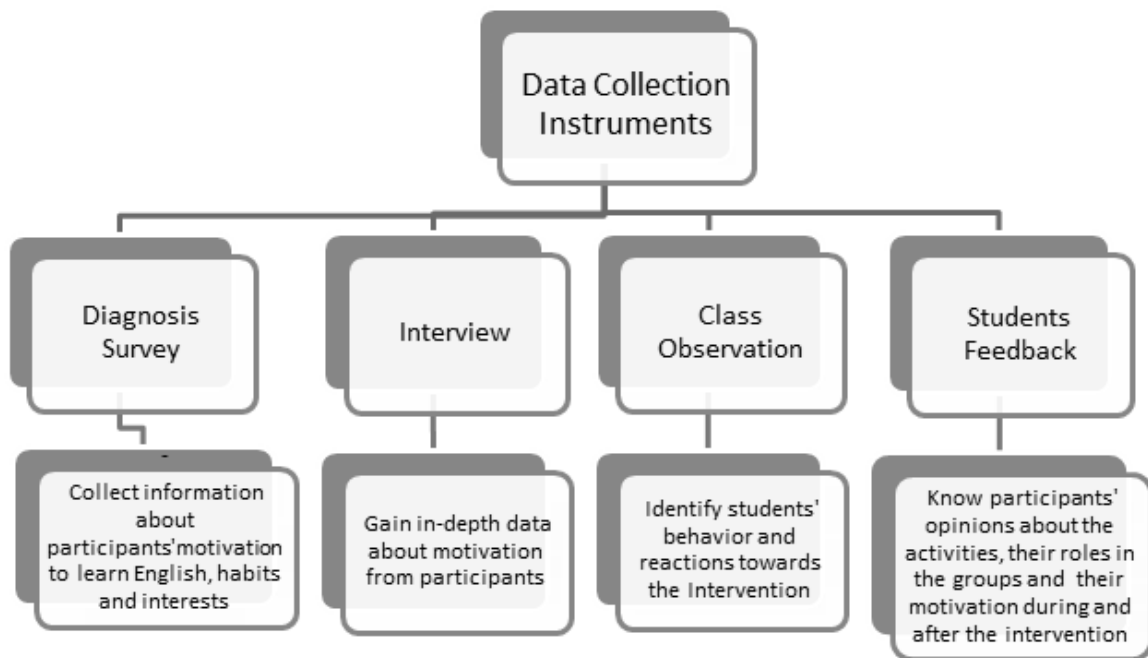 Data Collection
Instruments
Diagnosis
Survey
Interview
Class
Observation
Students
Feedback
-
Collect information
about
participants'motivation
to learn English, habits
and interests
Gain in-depth data
about motivation
from participants
Identify students'
behavior and
reactions towards
the Intervention
Know participants'
opinions about the
activities, their roles in
the groups and their
motivation during and
after the intervention